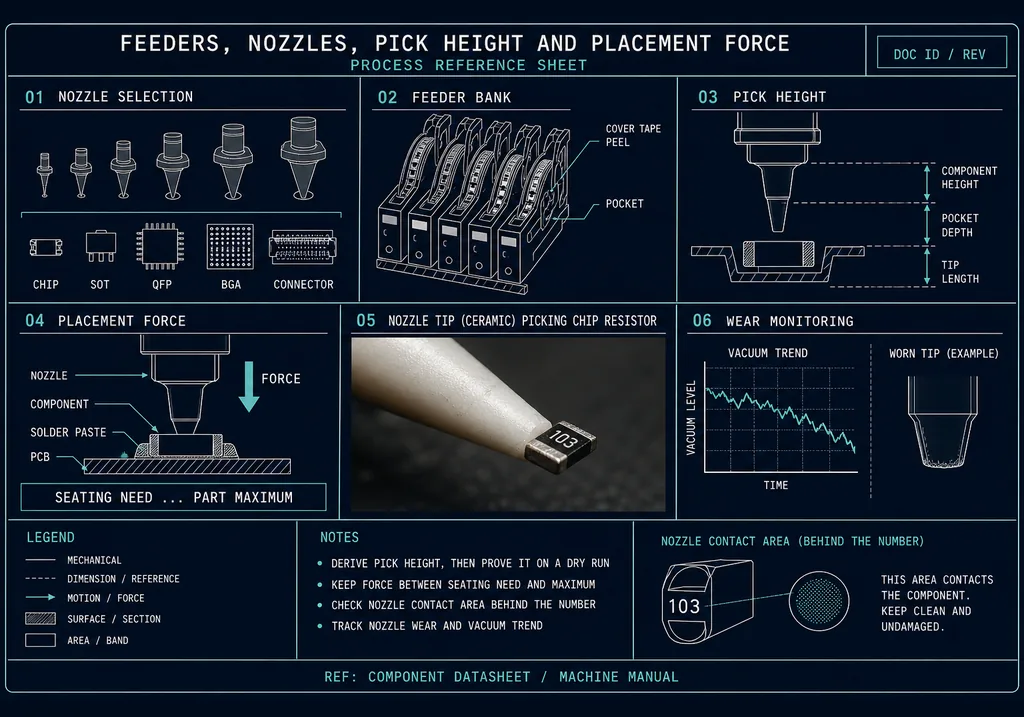 FEEDERS, NOZZLES, PICK HEIGHT AND PLACEMENT FORCE
PROCESS REFERENCE SHEET
DOC ID / REV
01 NOZZLE SELECTION
CHIP
SOT
QFP
BGA
CONNECTOR
02 FEEDER BANK
COVER TAPE
PEEL
POCKET
03 PICK HEIGHT
COMPONENT
HEIGHT
POCKET
DEPTH
TIP
LENGTH
04 PLACEMENT FORCE
NOZZLE
FORCE
COMPONENT
SOLDER PASTE
PCB
SEATING NEED ... PART MAXIMUM
05 NOZZLE TIP (CERAMIC) PICKING CHIP RESISTOR
103
06 WEAR MONITORING
VACUUM TREND
VACUUM LEVEL
TIME
WORN TIP (EXAMPLE)
LEGEND
MECHANICAL
DIMENSION / REFERENCE
MOTION / FORCE
SURFACE / SECTION
AREA / BAND
NOTES
• DERIVE PICK HEIGHT, THEN PROVE IT ON A DRY RUN
• KEEP FORCE BETWEEN SEATING NEED AND MAXIMUM
• CHECK NOZZLE CONTACT AREA BEHIND THE NUMBER
• TRACK NOZZLE WEAR AND VACUUM TREND
NOZZLE CONTACT AREA (BEHIND THE NUMBER)
103
THIS AREA CONTACTS
THE COMPONENT.
KEEP CLEAN AND
UNDAMAGED.
REF: COMPONENT DATASHEET / MACHINE MANUAL